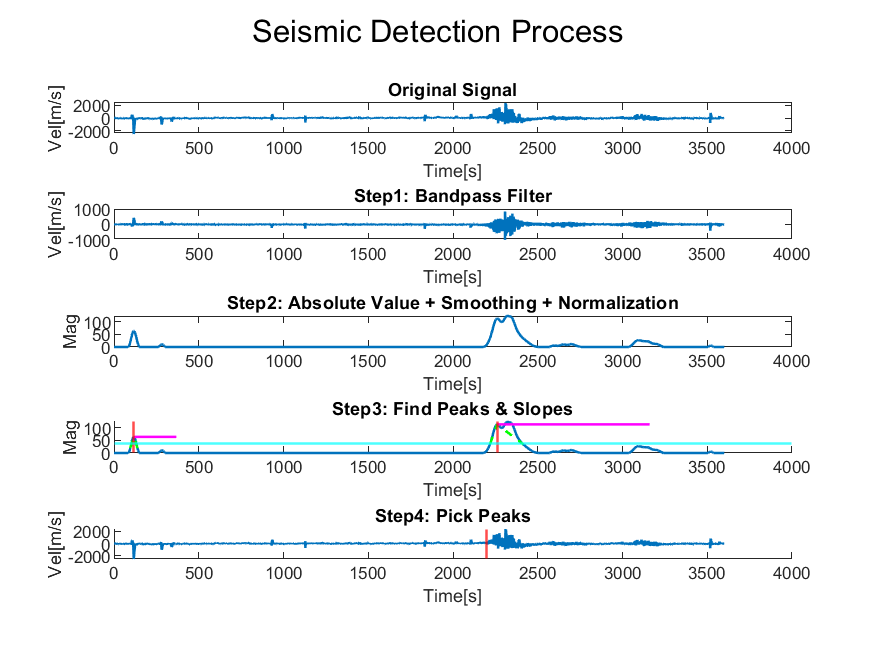 Seismic Detection Process
Original Signal
Vel[m/s]
2000
0
-2000
0 500 1000 1500 2000 2500 3000 3500 4000
Time[s]
Step1: Bandpass Filter
Vel[m/s]
1000
0
-1000
0 500 1000 1500 2000 2500 3000 3500 4000
Time[s]
Step2: Absolute Value + Smoothing + Normalization
Mag
100
50
0
0 500 1000 1500 2000 2500 3000 3500 4000
Time[s]
Step3: Find Peaks & Slopes
Mag
100
50
0
0 500 1000 1500 2000 2500 3000 3500 4000
Time[s]
Step4: Pick Peaks
Vel[m/s]
2000
0
-2000
0 500 1000 1500 2000 2500 3000 3500 4000
Time[s]